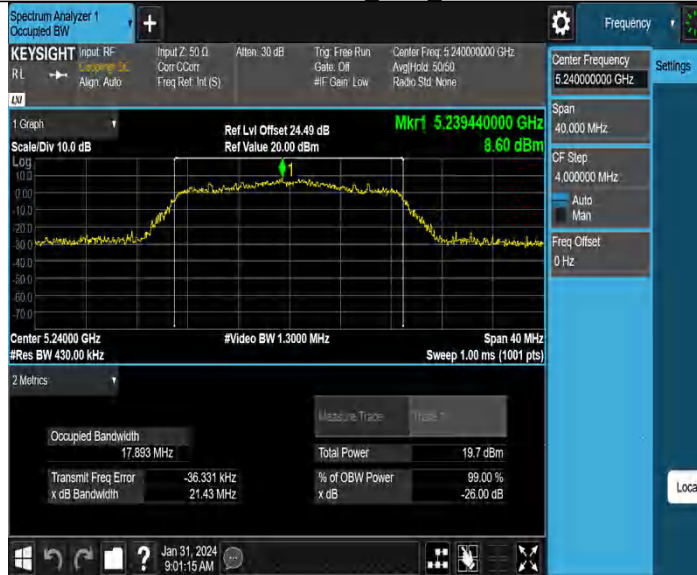 Spectrum Analyzer 1
Occupied BW
+
Frequency
KEYSIGHT
RL
Input: RF
Coupling: DC
Align: Auto
Input Z: 50 Ω
Corr CCorr
Freq Ref: Int (S)
Atten: 30 dB
Trig: Free Run
Gate: Off
#IF Gain: Low
Center Freq: 5.240000000 GHz
Avg|Hold: 50/50
Radio Std: None
Center Frequency
5.240000000 GHz
Settings
Span
40.000 MHz
CF Step
4.000000 MHz
Auto
Man
Freq Offset
0 Hz
1 Graph
Scale/Div 10.0 dB
Ref Lvl Offset 24.49 dB
Ref Value 20.00 dBm
Mkr1 5.239440000 GHz
8.60 dBm
Log
10.0
0.00
-10.0
-20.0
-30.0
-40.0
-50.0
-60.0
-70.0
1
Center 5.24000 GHz
#Res BW 430.00 kHz
#Video BW 1.3000 MHz
Span 40 MHz
Sweep 1.00 ms (1001 pts)
2 Metrics
Measure Trace
Trace 1
Occupied Bandwidth
17.893 MHz
Total Power
19.7 dBm
Transmit Freq Error
-36.331 kHz
% of OBW Power
99.00 %
x dB Bandwidth
21.43 MHz
x dB
-26.00 dB
Loca
?
Jan 31, 2024
9:01:15 AM